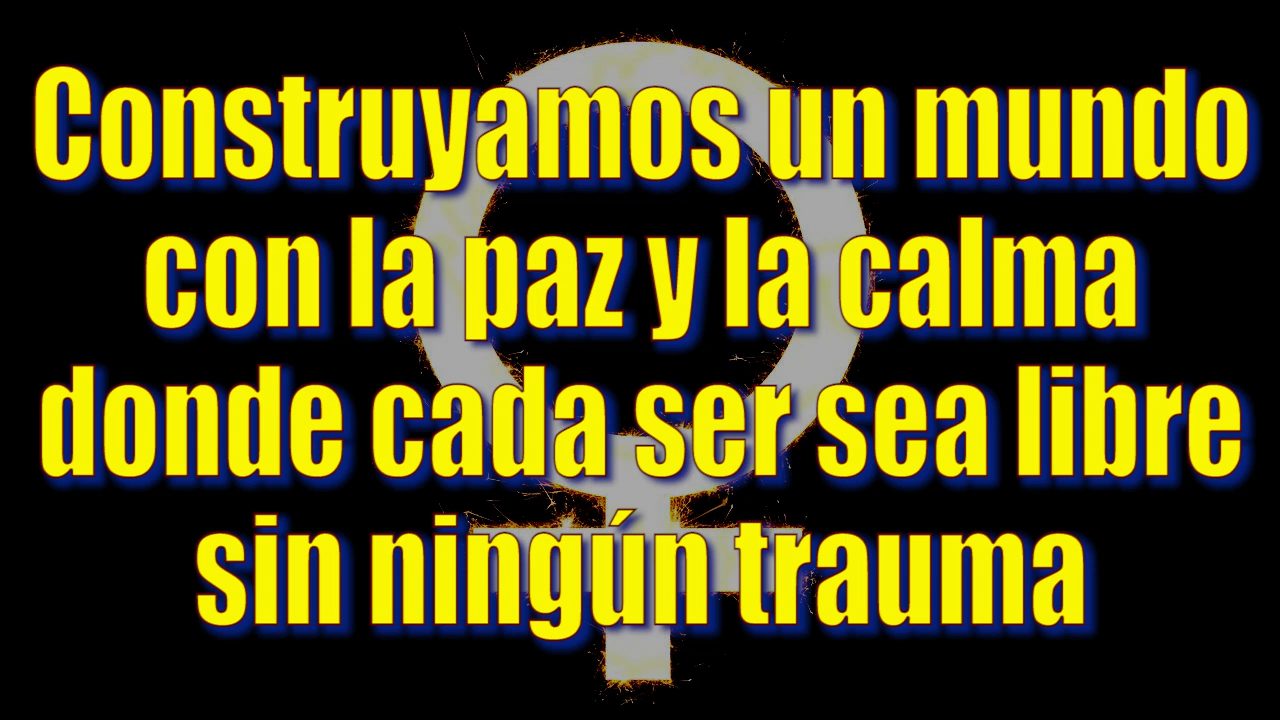 Construyamos un mundo
con la paz y la calma
donde cada ser sea libre
sin ningún trauma